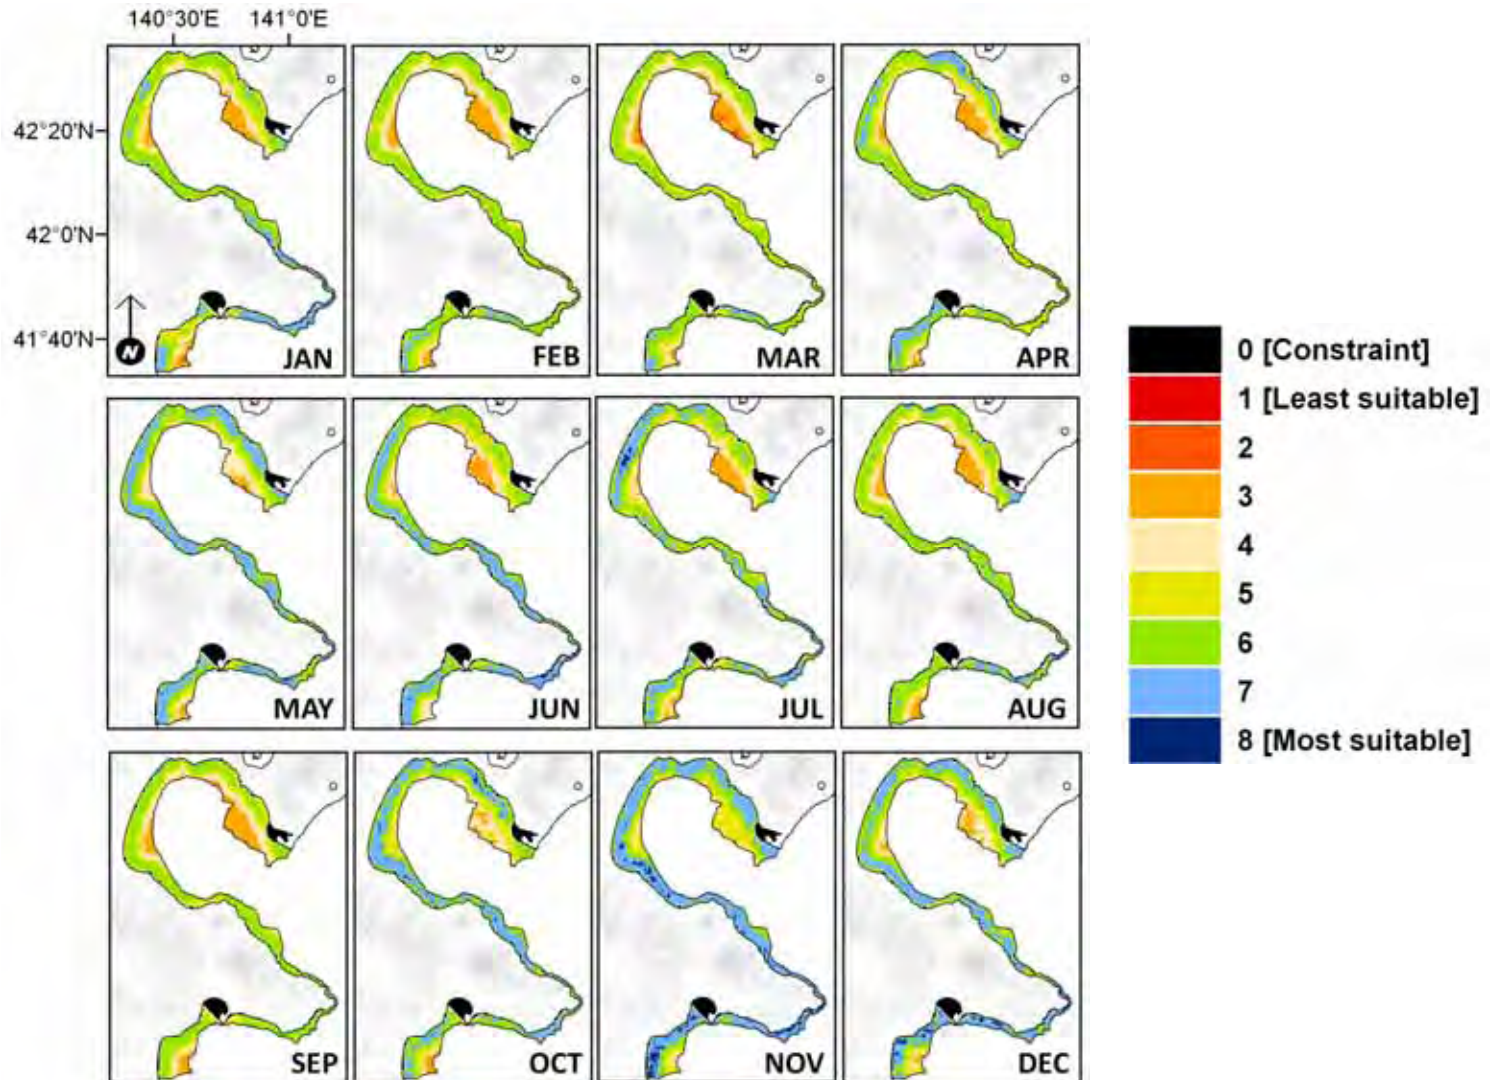 140°30'E 141°0'E
42°20'N
42°0'N
41°40'N
N
JAN
FEB
MAR
APR
MAY
JUN
JUL
AUG
SEP
OCT
NOV
DEC
0 [Constraint]
1 [Least suitable]
2
3
4
5
6
7
8 [Most suitable]